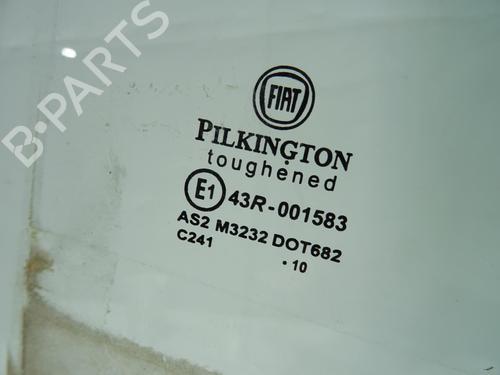 B-PARTS
FIAT
PILKINGTON
toughened
E1 43R-001583
AS2 M3232 DOT682
C241 .10